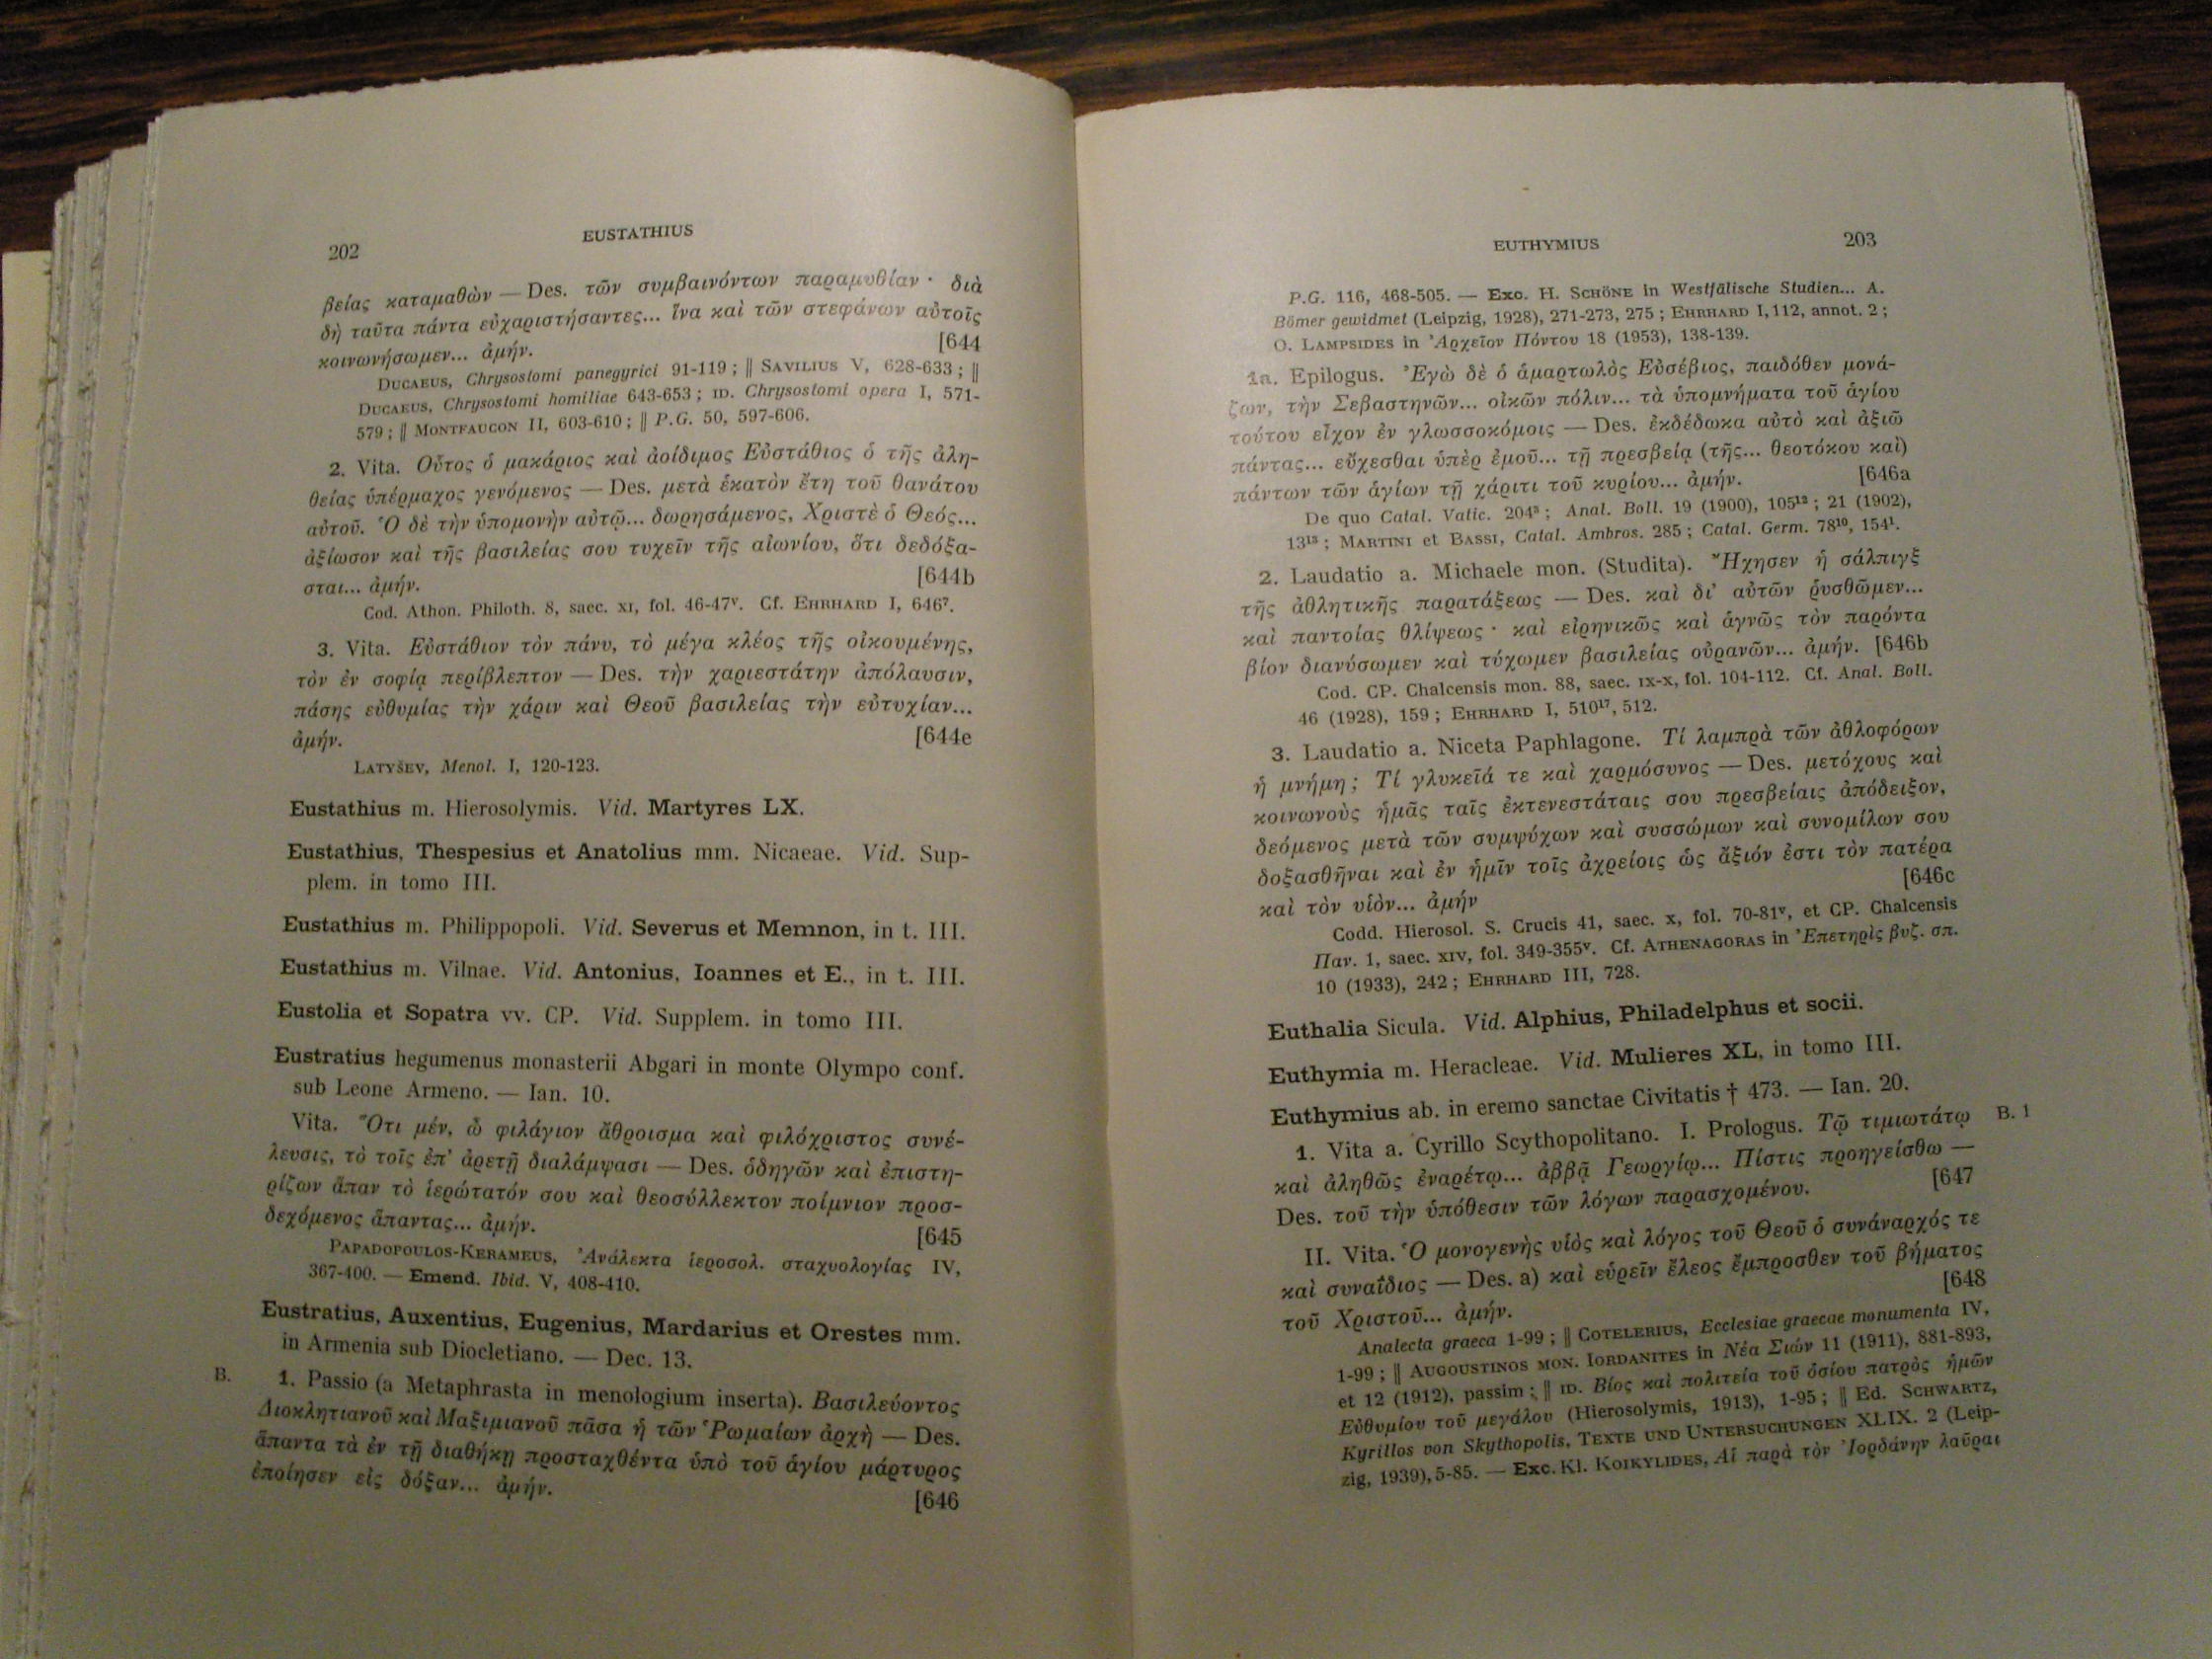 202
EUSTATHIUS
βείας καταμαθὼν — Des. τῶν συμβαινόντων παραμυθίαν · διὰ
δὴ ταῦτα πάντα εὐχαριστήσαντες... ἵνα καὶ τῶν στεφάνων αὐτοῖς
κοινωνήσωμεν... ἀμήν. [644
DUCAEUS, Chrysostomi panegyrici 91-119 ; || SAVILIUS V, 628-633 ; ||
DUCAEUS, Chrysostomi homiliae 643-653 ; ID. Chrysostomi opera I, 571-
579 ; || MONTFAUCON II, 603-610 ; || P.G. 50, 597-606.
2. Vita. Οὗτος ὁ μακάριος καὶ ἀοίδιμος Εὐστάθιος ὁ τῆς ἀλη-
θείας ὑπέρμαχος γενόμενος — Des. μετὰ ἑκατὸν ἔτη τοῦ θανάτου
αὐτοῦ. Ὁ δὲ τὴν ὑπομονὴν αὐτῷ... δωρησάμενος, Χριστὲ ὁ Θεός...
ἀξίωσον καὶ τῆς βασιλείας σου τυχεῖν τῆς αἰωνίου, ὅτι δεδόξα-
σται... ἀμήν. [644b
Cod. Athon. Philoth. 8, saec. XI, fol. 46-47ᵛ. Cf. EHRHARD I, 646⁷.
3. Vita. Εὐστάθιον τὸν πάνυ, τὸ μέγα κλέος τῆς οἰκουμένης,
τὸν ἐν σοφίᾳ περίβλεπτον — Des. τὴν χαριεστάτην ἀπόλαυσιν,
πάσης εὐθυμίας τὴν χάριν καὶ Θεοῦ βασιλείας τὴν εὐτυχίαν...
ἀμήν. [644e
LATYŠEV, Menol. I, 120-123.
Eustathius m. Hierosolymis. Vid. Martyres LX.
Eustathius, Thespesius et Anatolius mm. Nicaeae. Vid. Sup-
plem. in tomo III.
Eustathius m. Philippopoli. Vid. Severus et Memnon, in t. III.
Eustathius m. Vilnae. Vid. Antonius, Ioannes et E., in t. III.
Eustolia et Sopatra vv. CP. Vid. Supplem. in tomo III.
Eustratius hegumenus monasterii Abgari in monte Olympo conf.
sub Leone Armeno. — Ian. 10.
Vita. Ὅτι μέν, ὦ φιλάγιον ἄθροισμα καὶ φιλόχριστος συνέ-
λευσις, τὸ τοῖς ἐπ' ἀρετῇ διαλάμψασι — Des. ὁδηγῶν καὶ ἐπιστη-
ρίζων ἅπαν τὸ ἱερώτατόν σου καὶ θεοσύλλεκτον ποίμνιον προσ-
δεχόμενος ἅπαντας... ἀμήν. [645
PAPADOPOULOS-KERAMEUS, Ἀνάλεκτα ἱεροσολ. σταχυολογίας IV,
367-400. — Emend. Ibid. V, 408-410.
Eustratius, Auxentius, Eugenius, Mardarius et Orestes mm.
in Armenia sub Diocletiano. — Dec. 13.
B. 1. Passio (a Metaphrasta in menologium inserta). Βασιλεύοντος
Διοκλητιανοῦ καὶ Μαξιμιανοῦ πᾶσα ἡ τῶν Ῥωμαίων ἀρχὴ — Des.
ἅπαντα τὰ ἐν τῇ διαθήκῃ προσταχθέντα ὑπὸ τοῦ ἁγίου μάρτυρος
ἐποίησεν εἰς δόξαν... ἀμήν. [646
EUTHYMIUS
203
P.G. 116, 468-505. — Exc. H. SCHÖNE in Westfälische Studien... A.
Bömer gewidmet (Leipzig, 1928), 271-273, 275 ; EHRHARD I, 112, annot. 2 ;
O. LAMPSIDES in Ἀρχεῖον Πόντου 18 (1953), 138-139.
1a. Epilogus. Ἐγὼ δὲ ὁ ἁμαρτωλὸς Εὐσέβιος, παιδόθεν μονά-
ζων, τὴν Σεβαστηνῶν... οἰκῶν πόλιν... τὰ ὑπομνήματα τοῦ ἁγίου
τούτου εἶχον ἐν γλωσσοκόμοις — Des. ἐκδέδωκα αὐτὸ καὶ ἀξιῶ
πάντας... εὔχεσθαι ὑπὲρ ἐμοῦ... τῇ πρεσβείᾳ (τῆς... θεοτόκου καὶ)
πάντων τῶν ἁγίων τῇ χάριτι τοῦ κυρίου... ἀμήν. [646a
De quo Catal. Vatic. 204³ ; Anal. Boll. 19 (1900), 105¹² ; 21 (1902),
13¹³ ; MARTINI et BASSI, Catal. Ambros. 285 ; Catal. Germ. 78¹⁰, 154¹.
2. Laudatio a. Michaele mon. (Studita). Ἤχησεν ἡ σάλπιγξ
τῆς ἀθλητικῆς παρατάξεως — Des. καὶ δι' αὐτῶν ῥυσθῶμεν...
καὶ παντοίας θλίψεως · καὶ εἰρηνικῶς καὶ ἁγνῶς τὸν παρόντα
βίον διανύσωμεν καὶ τύχωμεν βασιλείας οὐρανῶν... ἀμήν. [646b
Cod. CP. Chalcensis mon. 88, saec. IX-X, fol. 104-112. Cf. Anal. Boll.
46 (1928), 159 ; EHRHARD I, 510¹⁷, 512.
3. Laudatio a. Niceta Paphlagone. Τί λαμπρὰ τῶν ἀθλοφόρων
ἡ μνήμη ; Τί γλυκεῖά τε καὶ χαρμόσυνος — Des. μετόχους καὶ
κοινωνοὺς ἡμᾶς ταῖς ἐκτενεστάταις σου πρεσβείαις ἀπόδειξον,
δεόμενος μετὰ τῶν συμψύχων καὶ συσσώμων καὶ συνομίλων σου
δοξασθῆναι καὶ ἐν ἡμῖν τοῖς ἀχρείοις ὡς ἄξιόν ἐστι τὸν πατέρα
καὶ τὸν υἱὸν... ἀμήν [646c
Codd. Hierosol. S. Crucis 41, saec. X, fol. 70-81ᵛ, et CP. Chalcensis
Παν. 1, saec. XIV, fol. 349-355ᵛ. Cf. ATHENAGORAS in Ἐπετηρὶς βυζ. σπ.
10 (1933), 242 ; EHRHARD III, 728.
Euthalia Sicula. Vid. Alphius, Philadelphus et socii.
Euthymia m. Heracleae. Vid. Mulieres XL, in tomo III.
Euthymius ab. in eremo sanctae Civitatis † 473. — Ian. 20.
1. Vita a. Cyrillo Scythopolitano. I. Prologus. Τῷ τιμιωτάτῳ B. 1
καὶ ἀληθῶς ἐναρέτῳ... ἀββᾷ Γεωργίῳ... Πίστις προηγείσθω —
Des. τοῦ τὴν ὑπόθεσιν τῶν λόγων παρασχομένου. [647
II. Vita. Ὁ μονογενὴς υἱὸς καὶ λόγος τοῦ Θεοῦ ὁ συνάναρχός τε
καὶ συναΐδιος — Des. a) καὶ εὑρεῖν ἔλεος ἔμπροσθεν τοῦ βήματος
τοῦ Χριστοῦ... ἀμήν. [648
Analecta graeca 1-99 ; || COTELERIUS, Ecclesiae graecae monumenta IV,
1-99 ; || AUGOUSTINOS MON. IORDANITES in Νέα Σιών 11 (1911), 881-893,
et 12 (1912), passim ; || ID. Βίος καὶ πολιτεία τοῦ ὁσίου πατρὸς ἡμῶν
Εὐθυμίου τοῦ μεγάλου (Hierosolymis, 1913), 1-95 ; || Ed. SCHWARTZ,
Kyrillos von Skythopolis, TEXTE UND UNTERSUCHUNGEN XLIX. 2 (Leip-
zig, 1939), 5-85. — Exc. Kl. KOIKYLIDES, Αἱ παρὰ τὸν Ἰορδάνην λαῦραι